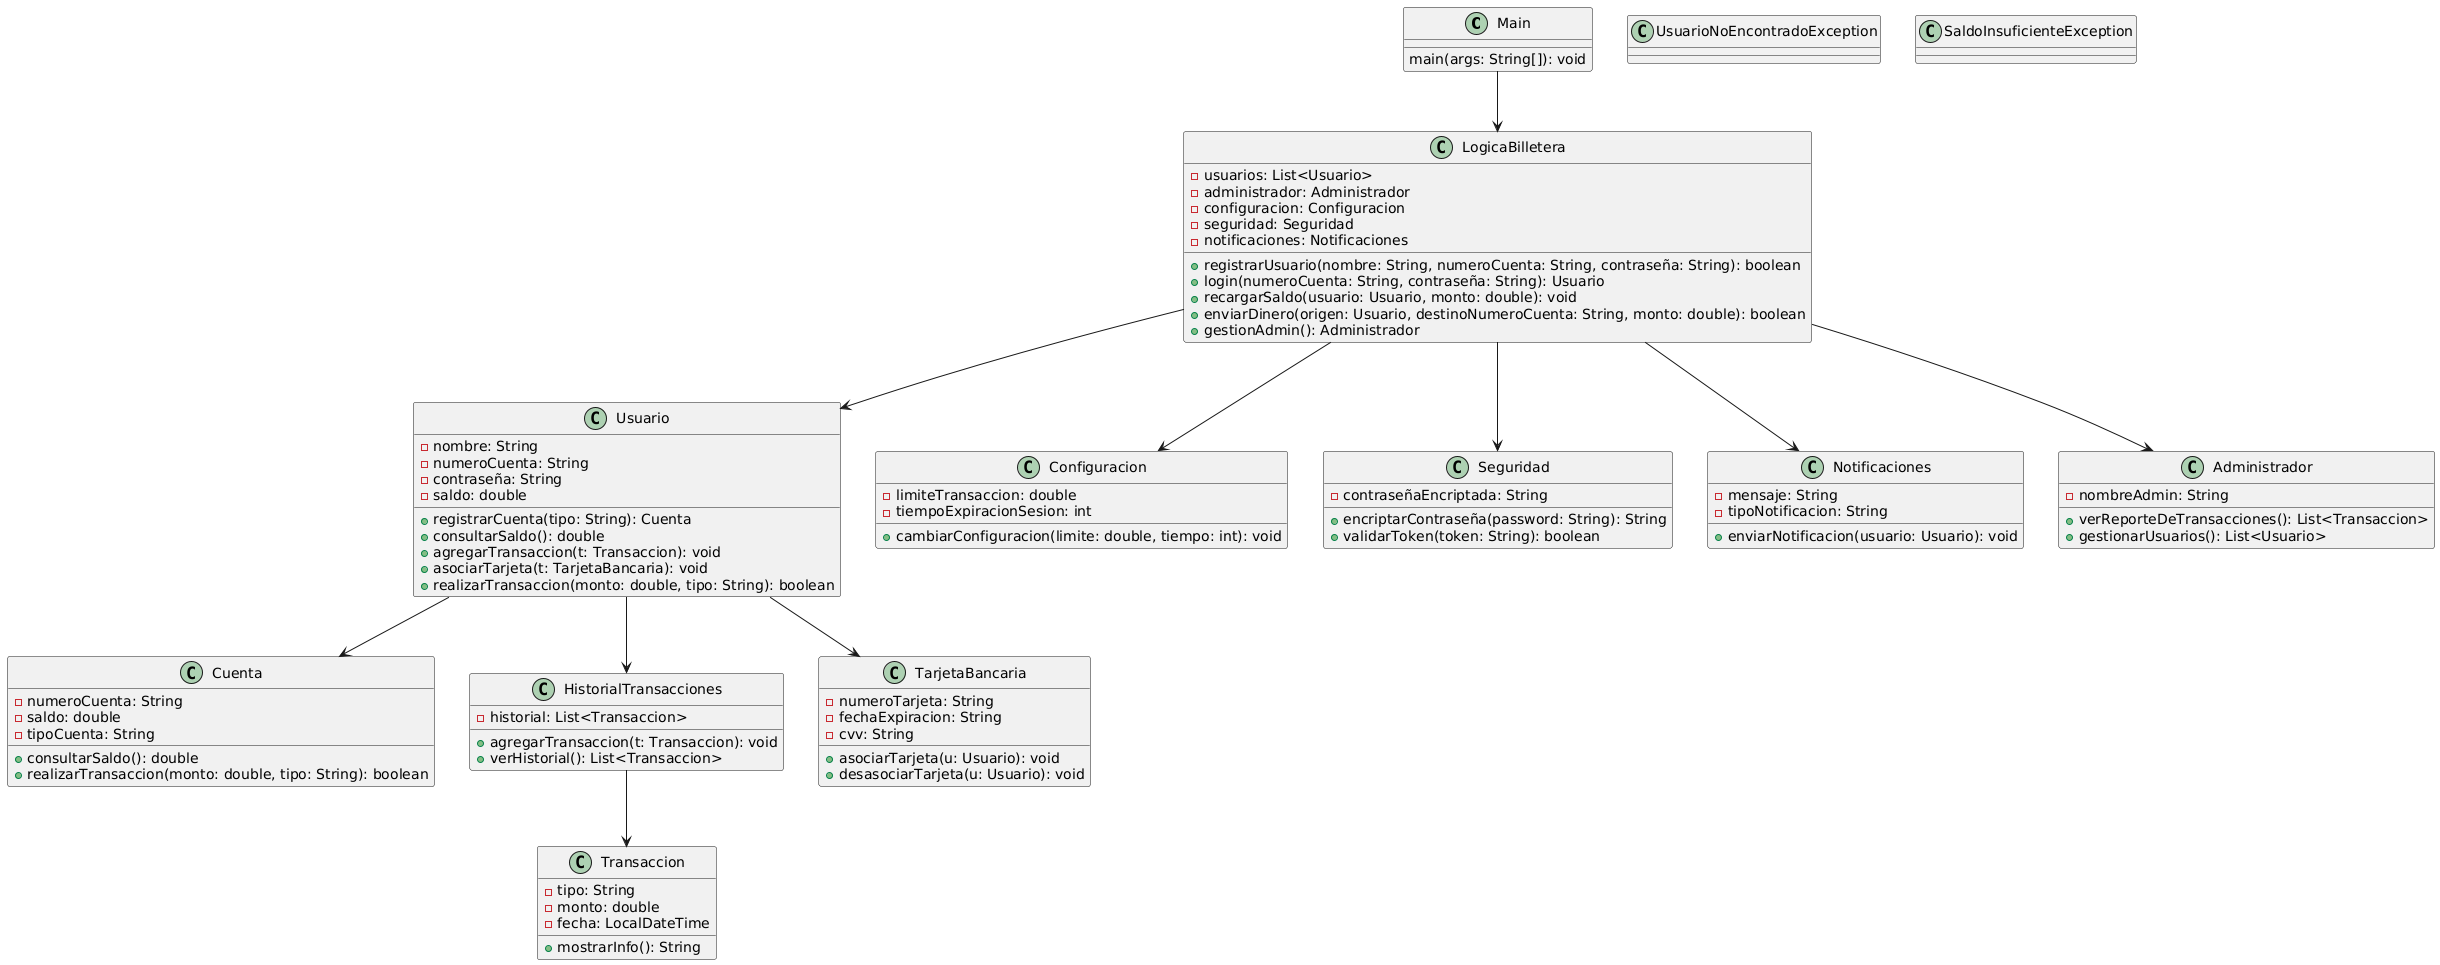 C Main
main(args: String[]): void
C UsuarioNoEncontradoException
C SaldoInsuficienteException
C LogicaBilletera
usuarios: List<Usuario>
administrador: Administrador
configuracion: Configuracion
seguridad: Seguridad
notificaciones: Notificaciones
registrarUsuario(nombre: String, numeroCuenta: String, contraseña: String): boolean
login(numeroCuenta: String, contraseña: String): Usuario
recargarSaldo(usuario: Usuario, monto: double): void
enviarDinero(origen: Usuario, destinoNumeroCuenta: String, monto: double): boolean
gestionAdmin(): Administrador
C Usuario
nombre: String
numeroCuenta: String
contraseña: String
saldo: double
registrarCuenta(tipo: String): Cuenta
consultarSaldo(): double
agregarTransaccion(t: Transaccion): void
asociarTarjeta(t: TarjetaBancaria): void
realizarTransaccion(monto: double, tipo: String): boolean
C Configuracion
limiteTransaccion: double
tiempoExpiracionSesion: int
cambiarConfiguracion(limite: double, tiempo: int): void
C Seguridad
contraseñaEncriptada: String
encriptarContraseña(password: String): String
validarToken(token: String): boolean
C Notificaciones
mensaje: String
tipoNotificacion: String
enviarNotificacion(usuario: Usuario): void
C Administrador
nombreAdmin: String
verReporteDeTransacciones(): List<Transaccion>
gestionarUsuarios(): List<Usuario>
C Cuenta
numeroCuenta: String
saldo: double
tipoCuenta: String
consultarSaldo(): double
realizarTransaccion(monto: double, tipo: String): boolean
C HistorialTransacciones
historial: List<Transaccion>
agregarTransaccion(t: Transaccion): void
verHistorial(): List<Transaccion>
C TarjetaBancaria
numeroTarjeta: String
fechaExpiracion: String
cvv: String
asociarTarjeta(u: Usuario): void
desasociarTarjeta(u: Usuario): void
C Transaccion
tipo: String
monto: double
fecha: LocalDateTime
mostrarInfo(): String